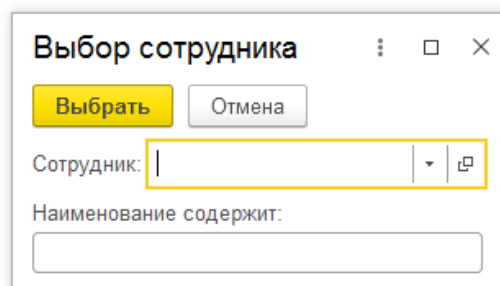 Выбор сотрудника
Выбрать Отмена
Сотрудник:
Наименование содержит: